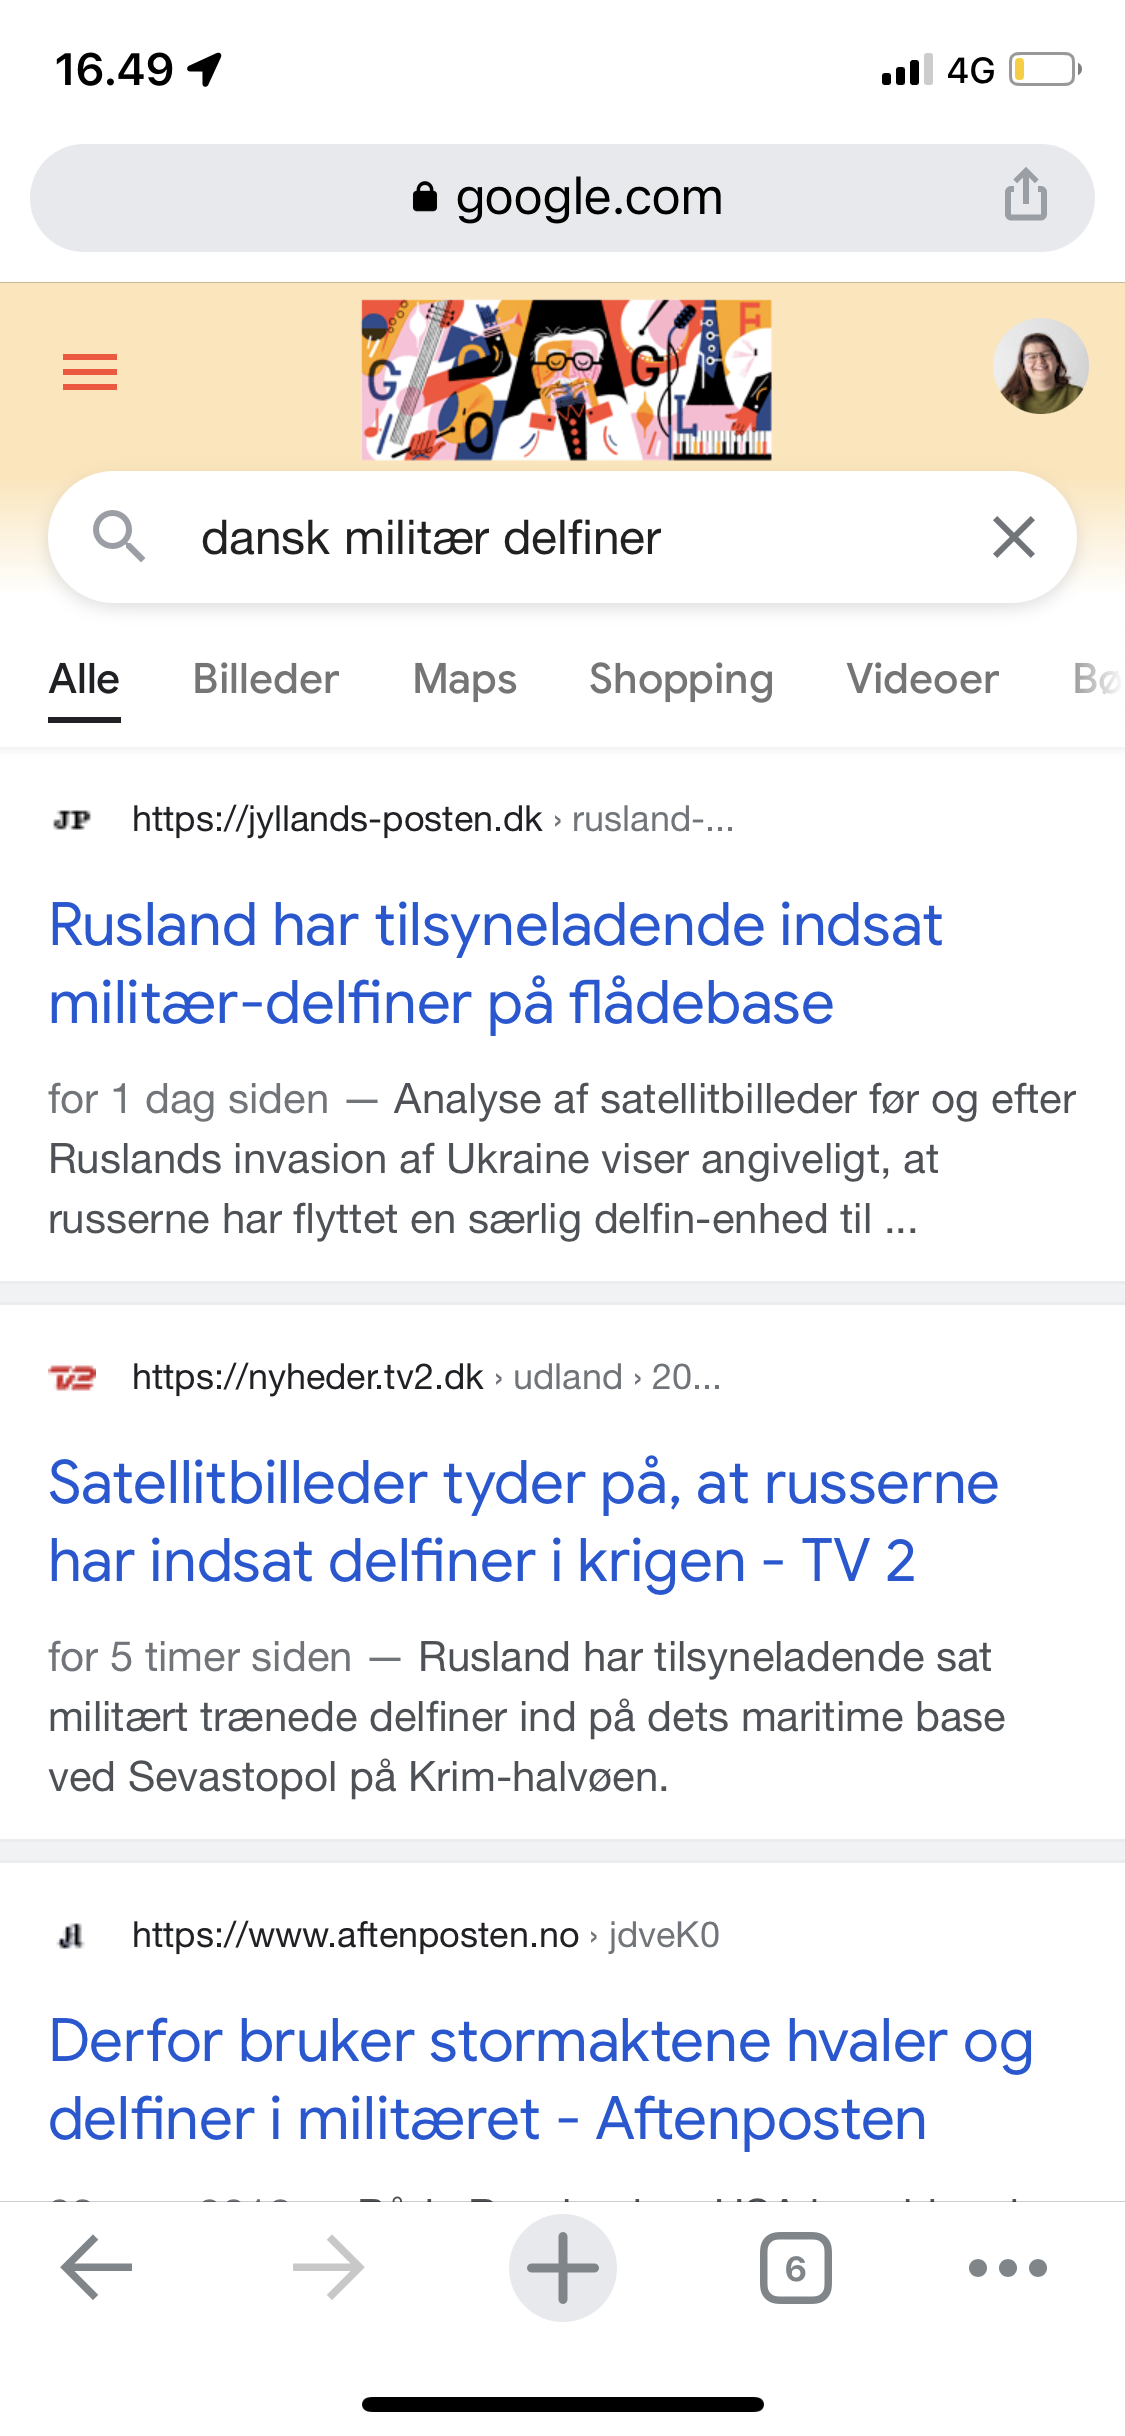 16.49
4G
google.com
G O O G L E
dansk militær delfiner
Alle Billeder Maps Shopping Videoer Bø
JP https://jyllands-posten.dk › rusland-...
Rusland har tilsyneladende indsat
militær-delfiner på flådebase
for 1 dag siden — Analyse af satellitbilleder før og efter
Ruslands invasion af Ukraine viser angiveligt, at
russerne har flyttet en særlig delfin-enhed til ...
TV2 https://nyheder.tv2.dk › udland › 20...
Satellitbilleder tyder på, at russerne
har indsat delfiner i krigen - TV 2
for 5 timer siden — Rusland har tilsyneladende sat
militært trænede delfiner ind på dets maritime base
ved Sevastopol på Krim-halvøen.
https://www.aftenposten.no › jdveK0
Derfor bruker stormaktene hvaler og
delfiner i militæret - Aftenposten
6